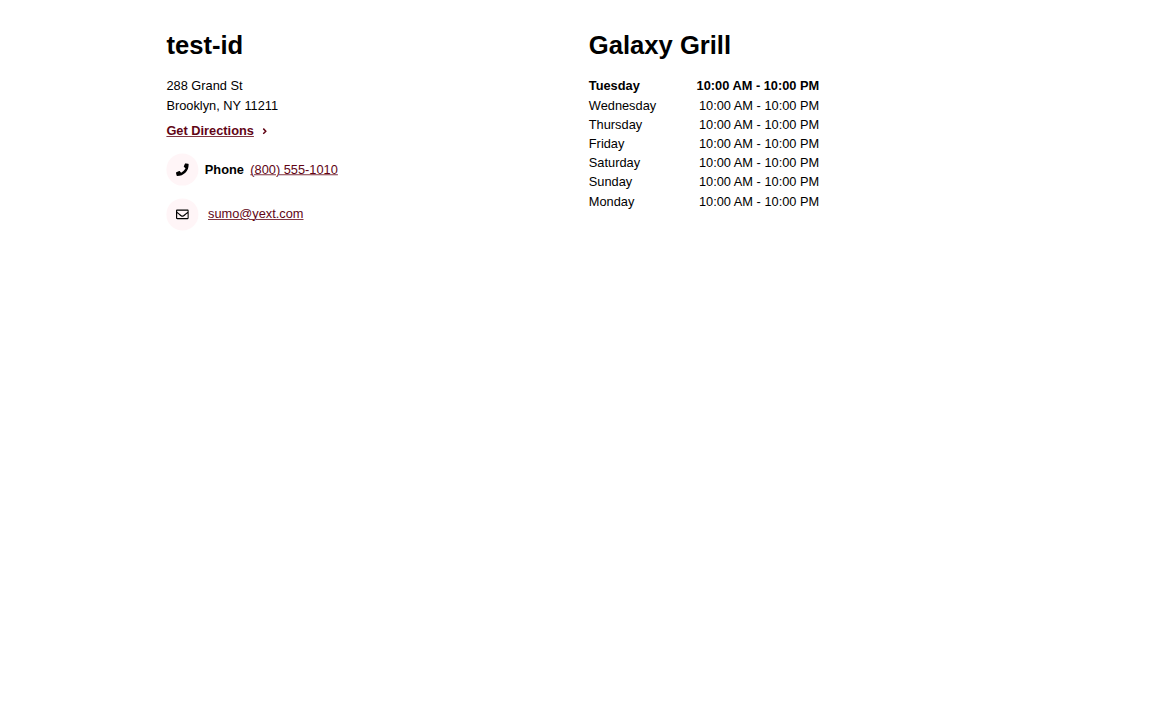 test-id
288 Grand St
Brooklyn, NY 11211
Get Directions
Phone (800) 555-1010
sumo@yext.com
Galaxy Grill
Tuesday 10:00 AM - 10:00 PM
Wednesday 10:00 AM - 10:00 PM
Thursday 10:00 AM - 10:00 PM
Friday 10:00 AM - 10:00 PM
Saturday 10:00 AM - 10:00 PM
Sunday 10:00 AM - 10:00 PM
Monday 10:00 AM - 10:00 PM